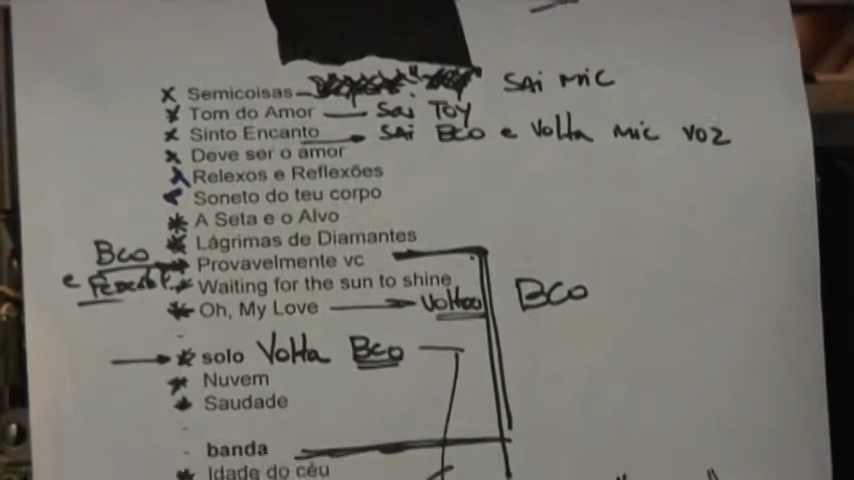 Semicoisas SAi MiC
Tom do Amor Sai TOY
Sinto Encanto SAi BCO e Volta Mic VOZ
Deve ser o amor
Relexos e Reflexões
Soneto do teu corpo
A Seta e o Alvo
Bco Lágrimas de Diamantes
Provavelmente vc
e Waiting for the sun to shine BCO
Oh, My Love Voltou
solo Volta Bco
Nuvem
Saudade
banda
Idade do céu